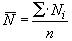 N̅ = ∑·Nᵢ / n